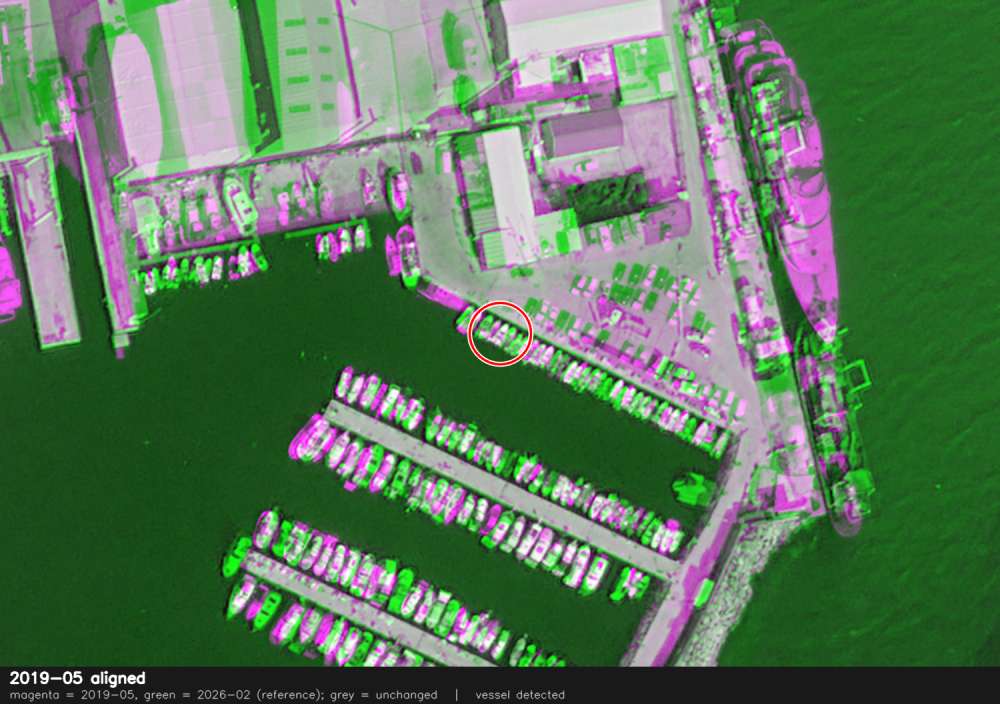 2019-05 aligned
magenta = 2019-05, green = 2026-02 (reference); grey = unchanged | vessel detected